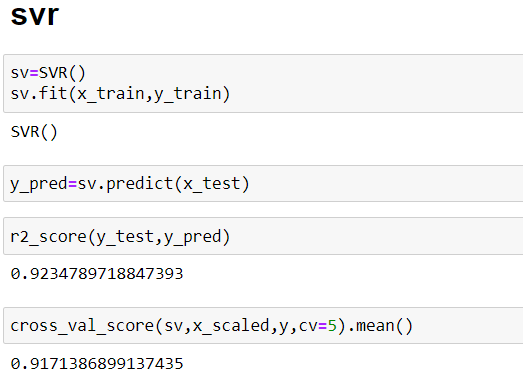 svr
sv=SVR()
sv.fit(x_train,y_train)
SVR()
y_pred=sv.predict(x_test)
r2_score(y_test,y_pred)
0.9234789718847393
cross_val_score(sv,x_scaled,y,cv=5).mean()
0.9171386899137435